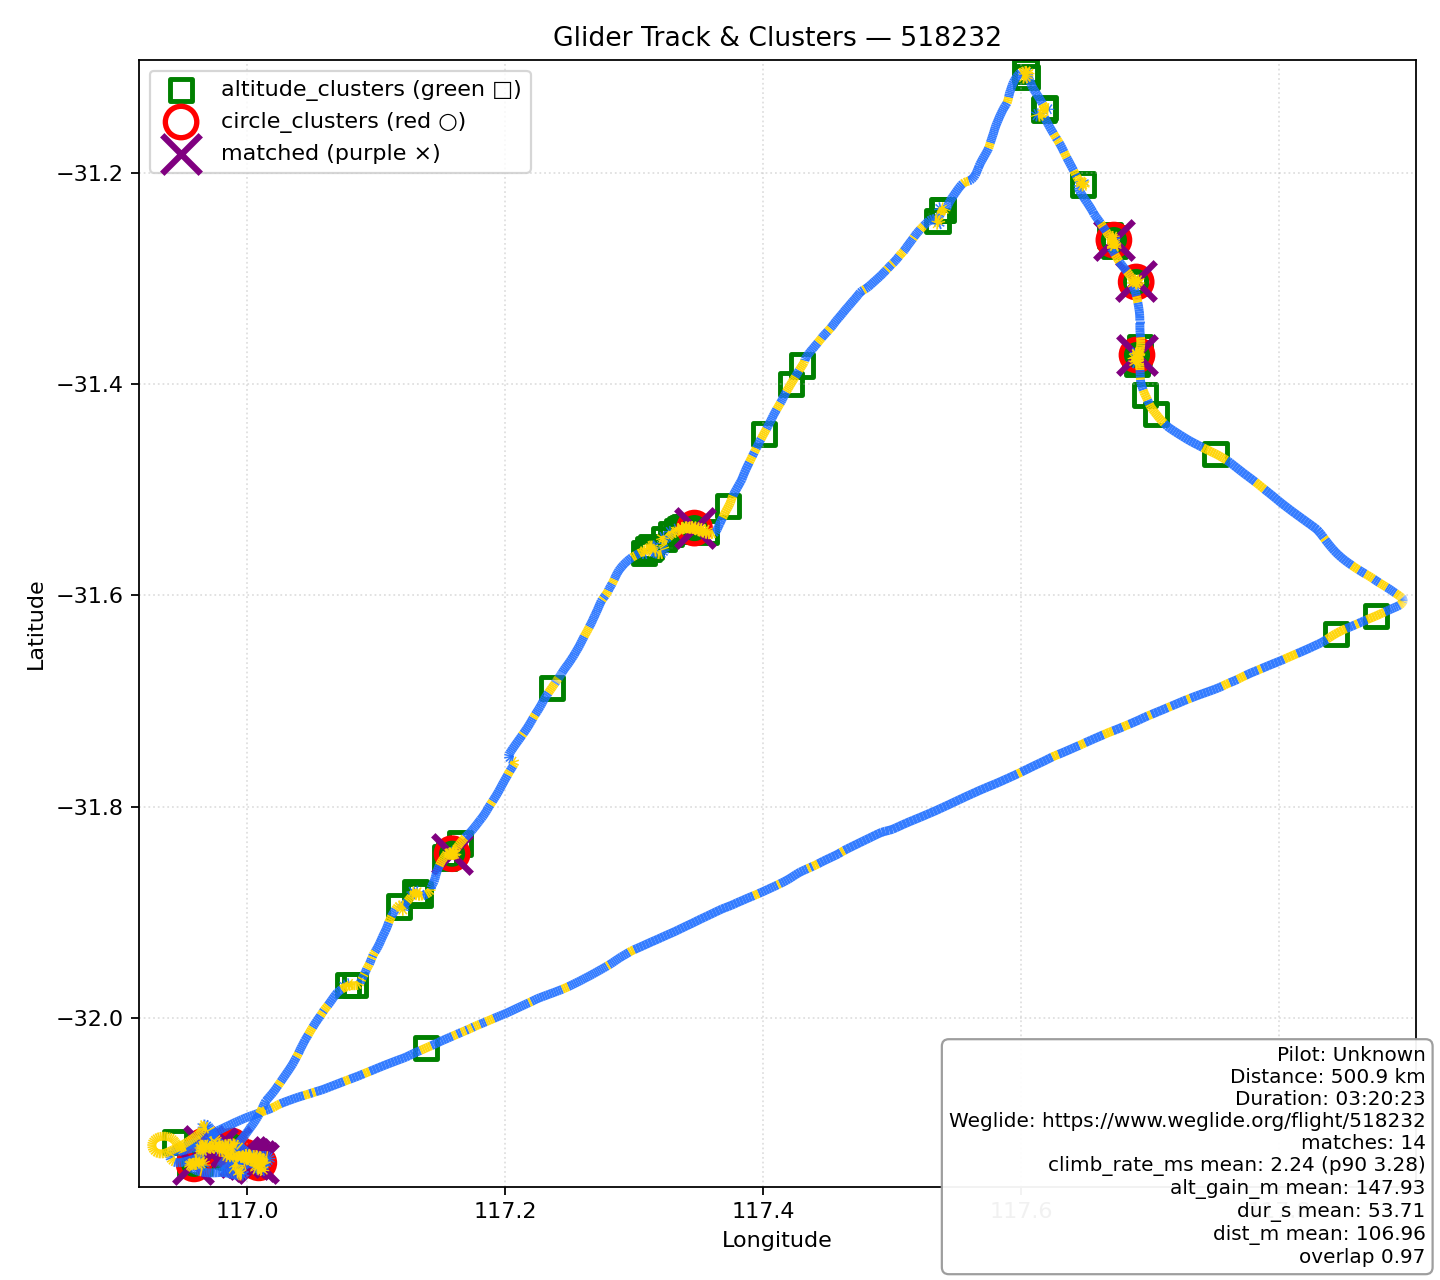 Glider Track & Clusters — 518232
altitude_clusters (green □)
circle_clusters (red ○)
matched (purple ×)
−31.2
−31.4
−31.6
−31.8
−32.0
Latitude
117.0
117.2
117.4
117.6
Longitude
Pilot: Unknown
Distance: 500.9 km
Duration: 03:20:23
Weglide: https://www.weglide.org/flight/518232
matches: 14
climb_rate_ms mean: 2.24 (p90 3.28)
alt_gain_m mean: 147.93
dur_s mean: 53.71
dist_m mean: 106.96
overlap 0.97